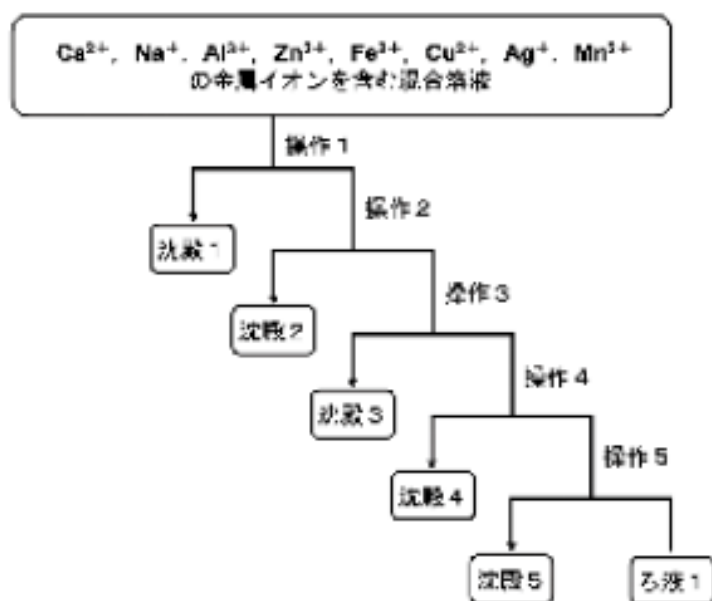 Ca²⁺, Na⁺, Al³⁺, Zn²⁺, Fe³⁺, Cu²⁺, Ag⁺, Mn²⁺
の金属イオンを含む混合溶液
操作1
操作2
沈殿1
操作3
沈殿2
操作4
沈殿3
操作5
沈殿4
沈殿5
ろ液1